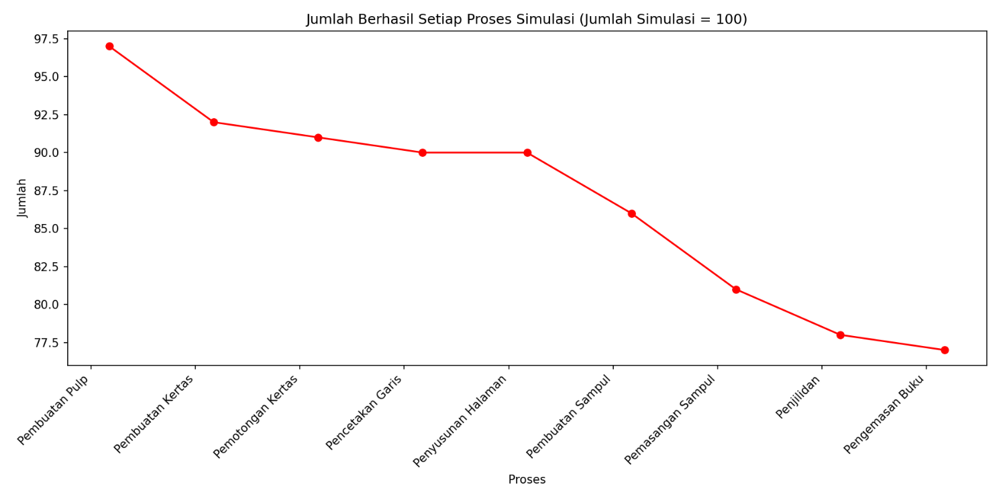 Jumlah Berhasil Setiap Proses Simulasi (Jumlah Simulasi = 100)
97.5
95.0
92.5
90.0
87.5
85.0
82.5
80.0
77.5
Jumlah
Pembuatan Pulp
Pembuatan Kertas
Pemotongan Kertas
Pencetakan Garis
Penyusunan Halaman
Pembuatan Sampul
Pemasangan Sampul
Penjilidan
Pengemasan Buku
Proses